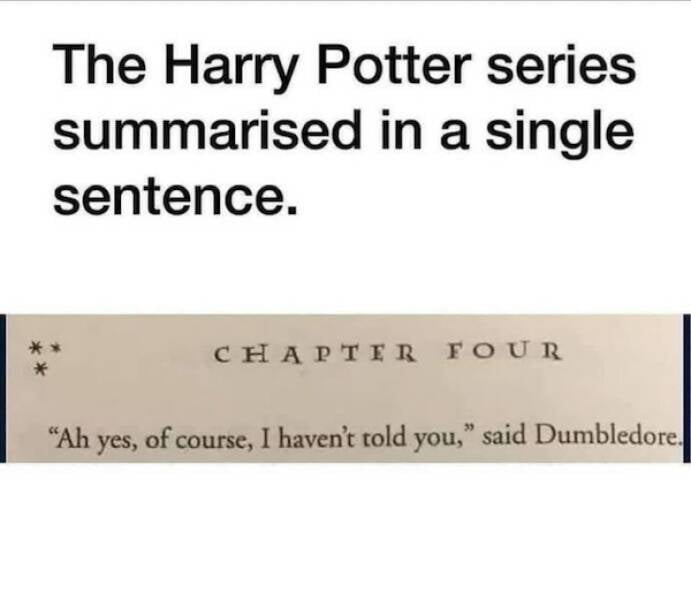 The Harry Potter series
summarised in a single
sentence.
CHAPTER FOUR
“Ah yes, of course, I haven’t told you,” said Dumbledore.